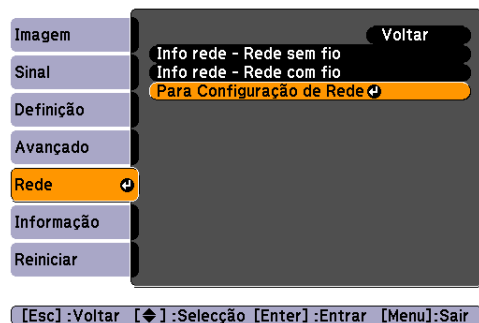 Imagem
Sinal
Definição
Avançado
Rede
Informação
Reiniciar
Voltar
Info rede - Rede sem fio
Info rede - Rede com fio
Para Configuração de Rede
[Esc] :Voltar [◆] :Selecção [Enter] :Entrar [Menu]:Sair